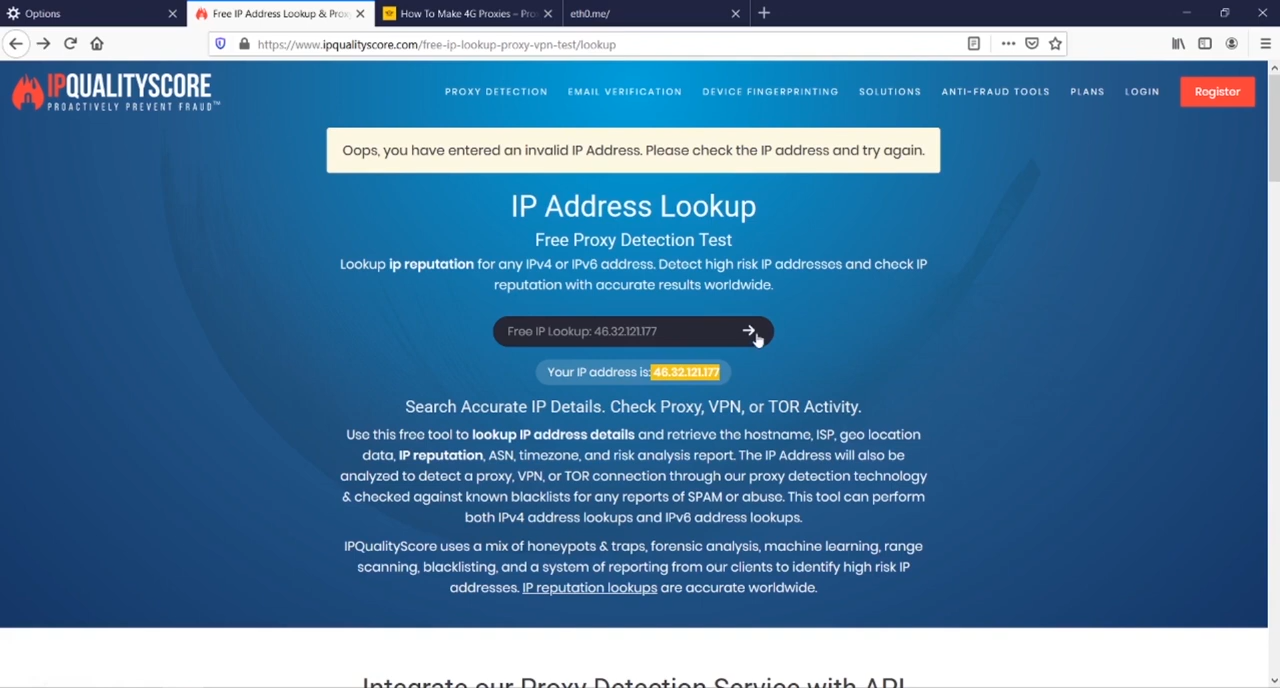 Options
Free IP Address Lookup & Prox
How To Make 4G Proxies – Pro
eth0.me/
https://www.ipqualityscore.com/free-ip-lookup-proxy-vpn-test/lookup
IPQUALITYSCORE
PROACTIVELY PREVENT FRAUD™
PROXY DETECTION EMAIL VERIFICATION DEVICE FINGERPRINTING SOLUTIONS ANTI-FRAUD TOOLS PLANS LOGIN Register
Oops, you have entered an invalid IP Address. Please check the IP address and try again.
IP Address Lookup
Free Proxy Detection Test
Lookup ip reputation for any IPv4 or IPv6 address. Detect high risk IP addresses and check IP
reputation with accurate results worldwide.
Free IP Lookup: 46.32.121.177
Your IP address is: 46.32.121.177
Search Accurate IP Details. Check Proxy, VPN, or TOR Activity.
Use this free tool to lookup IP address details and retrieve the hostname, ISP, geo location
data, IP reputation, ASN, timezone, and risk analysis report. The IP Address will also be
analyzed to detect a proxy, VPN, or TOR connection through our proxy detection technology
& checked against known blacklists for any reports of SPAM or abuse. This tool can perform
both IPv4 address lookups and IPv6 address lookups.
IPQualityScore uses a mix of honeypots & traps, forensic analysis, machine learning, range
scanning, blacklisting, and a system of reporting from our clients to identify high risk IP
addresses. IP reputation lookups are accurate worldwide.
Integrate our Proxy Detection Service with API